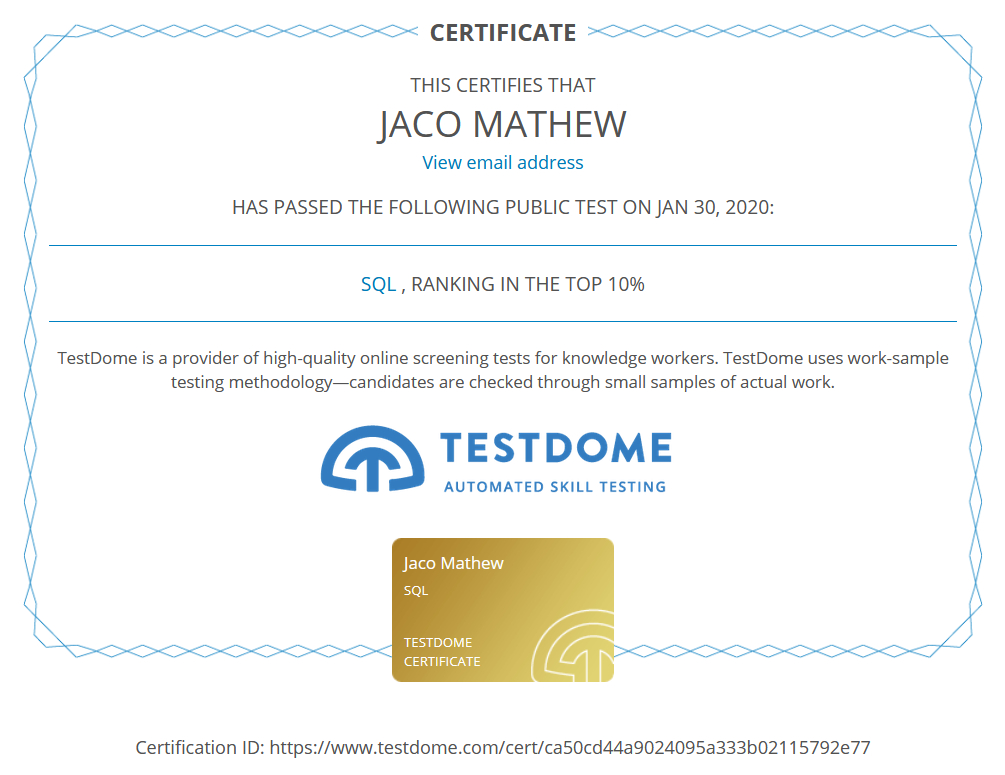 CERTIFICATE
THIS CERTIFIES THAT
JACO MATHEW
View email address
HAS PASSED THE FOLLOWING PUBLIC TEST ON JAN 30, 2020:
SQL , RANKING IN THE TOP 10%
TestDome is a provider of high-quality online screening tests for knowledge workers. TestDome uses work-sample
testing methodology—candidates are checked through small samples of actual work.
TESTDOME
AUTOMATED SKILL TESTING
Jaco Mathew
SQL
TESTDOME
CERTIFICATE
Certification ID: https://www.testdome.com/cert/ca50cd44a9024095a333b02115792e77